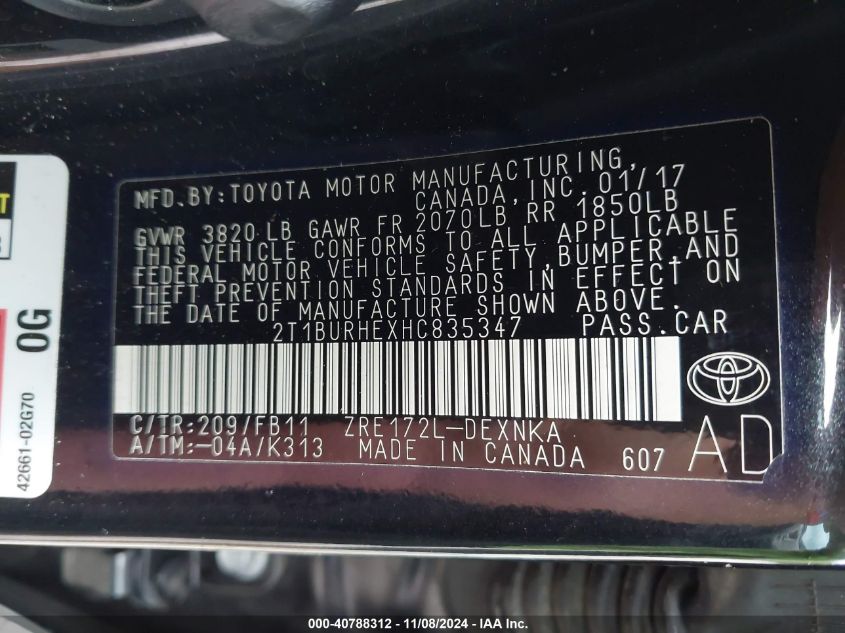 MFD.BY:TOYOTA MOTOR MANUFACTURING,
CANADA,INC. 01/17
GVWR 3820 LB GAWR FR 2070LB RR 1850LB
THIS VEHICLE CONFORMS TO ALL APPLICABLE
FEDERAL MOTOR VEHICLE SAFETY,BUMPER,AND
THEFT PREVENTION STANDARDS IN EFFECT ON
THE DATE OF MANUFACTURE SHOWN ABOVE.
2T1BURHEXHC835347 PASS.CAR
C/TR:209/FB11 ZRE172L-DEXNKA
A/TM:-04A/K313 MADE IN CANADA 607 AD
0G
42661-02G70
000-40788312 - 11/08/2024 - © IAA Inc.